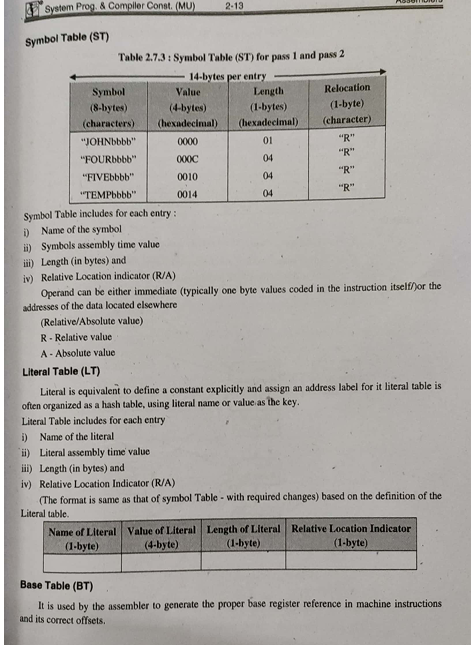 System Prog. & Compiler Const. (MU) 2-13 Assemblers
Symbol Table (ST)
Table 2.7.3 : Symbol Table (ST) for pass 1 and pass 2
14-bytes per entry
Symbol Value Length Relocation
(8-bytes) (4-bytes) (1-bytes) (1-byte)
(characters) (hexadecimal) (hexadecimal) (character)
"JOHNbbbb" 0000 01 "R"
"FOURbbbb" 000C 04 "R"
"FIVEbbbb" 0010 04 "R"
"TEMPbbbb" 0014 04 "R"
Symbol Table includes for each entry :
i) Name of the symbol
ii) Symbols assembly time value
iii) Length (in bytes) and
iv) Relative Location indicator (R/A)
Operand can be either immediate (typically one byte values coded in the instruction itself/)or the
addresses of the data located elsewhere
(Relative/Absolute value)
R - Relative value
A - Absolute value
Literal Table (LT)
Literal is equivalent to define a constant explicitly and assign an address label for it literal table is
often organized as a hash table, using literal name or value as the key.
Literal Table includes for each entry
i) Name of the literal
ii) Literal assembly time value
iii) Length (in bytes) and
iv) Relative Location Indicator (R/A)
(The format is same as that of symbol Table - with required changes) based on the definition of the
Literal table.
Name of Literal Value of Literal Length of Literal Relative Location Indicator
(1-byte) (4-byte) (1-byte) (1-byte)
Base Table (BT)
It is used by the assembler to generate the proper base register reference in machine instructions
and its correct offsets.